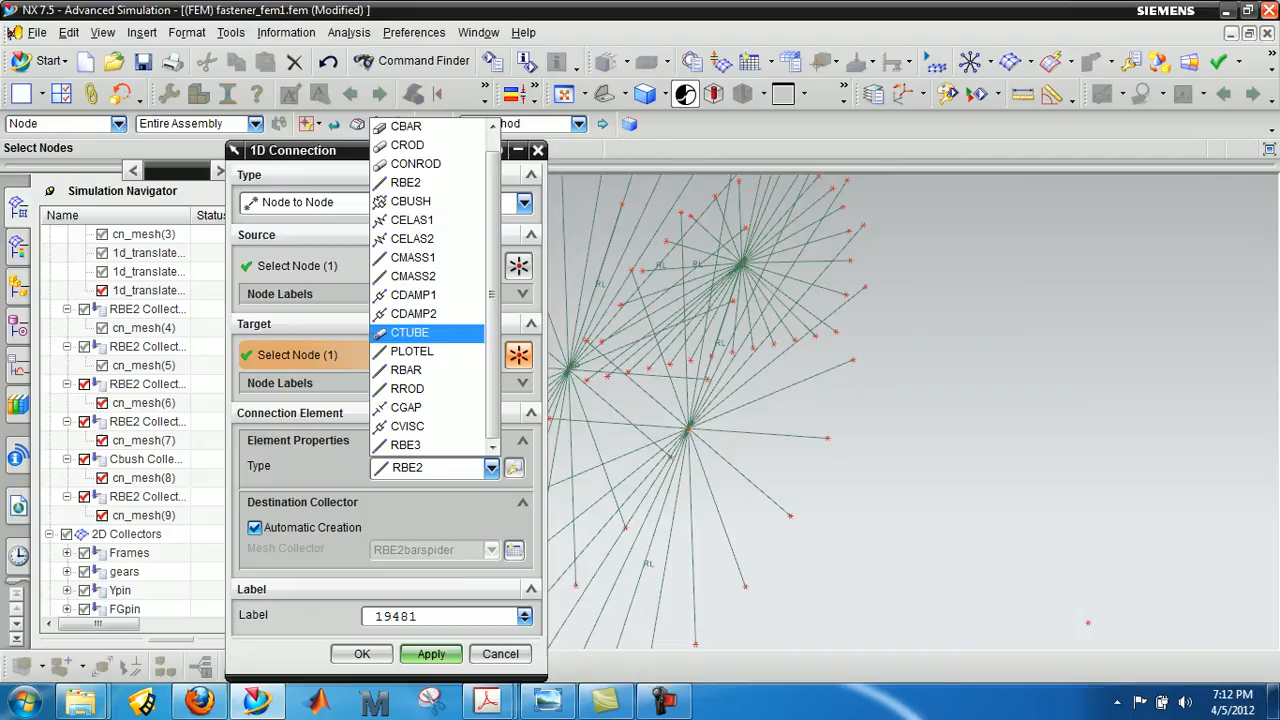 NX 7.5 - Advanced Simulation - [(FEM) fastener_fem1.fem (Modified) ]
SIEMENS
File Edit View Insert Format Tools Information Analysis Preferences Window Help
Start
Command Finder
Node
Entire Assembly
hod
Select Nodes
1D Connection
Simulation Navigator
Name
Status
cn_mesh(3)
1d_translate...
1d_translate...
1d_translate...
RBE2 Collect...
cn_mesh(4)
RBE2 Collect...
cn_mesh(5)
RBE2 Collect...
cn_mesh(6)
RBE2 Collect...
cn_mesh(7)
Cbush Colle...
cn_mesh(8)
RBE2 Collect...
cn_mesh(9)
2D Collectors
Frames
gears
Ypin
FGpin
Type
Node to Node
Source
Select Node (1)
Node Labels
Target
Select Node (1)
Node Labels
Connection Element
Element Properties
Type
RBE2
Destination Collector
Automatic Creation
Mesh Collector
RBE2barspider
Label
Label
19481
OK
Apply
Cancel
CBAR
CROD
CONROD
RBE2
CBUSH
CELAS1
CELAS2
CMASS1
CMASS2
CDAMP1
CDAMP2
CTUBE
PLOTEL
RBAR
RROD
CGAP
CVISC
RBE3
RL
RL
RL
RL
RL
7:12 PM
4/5/2012